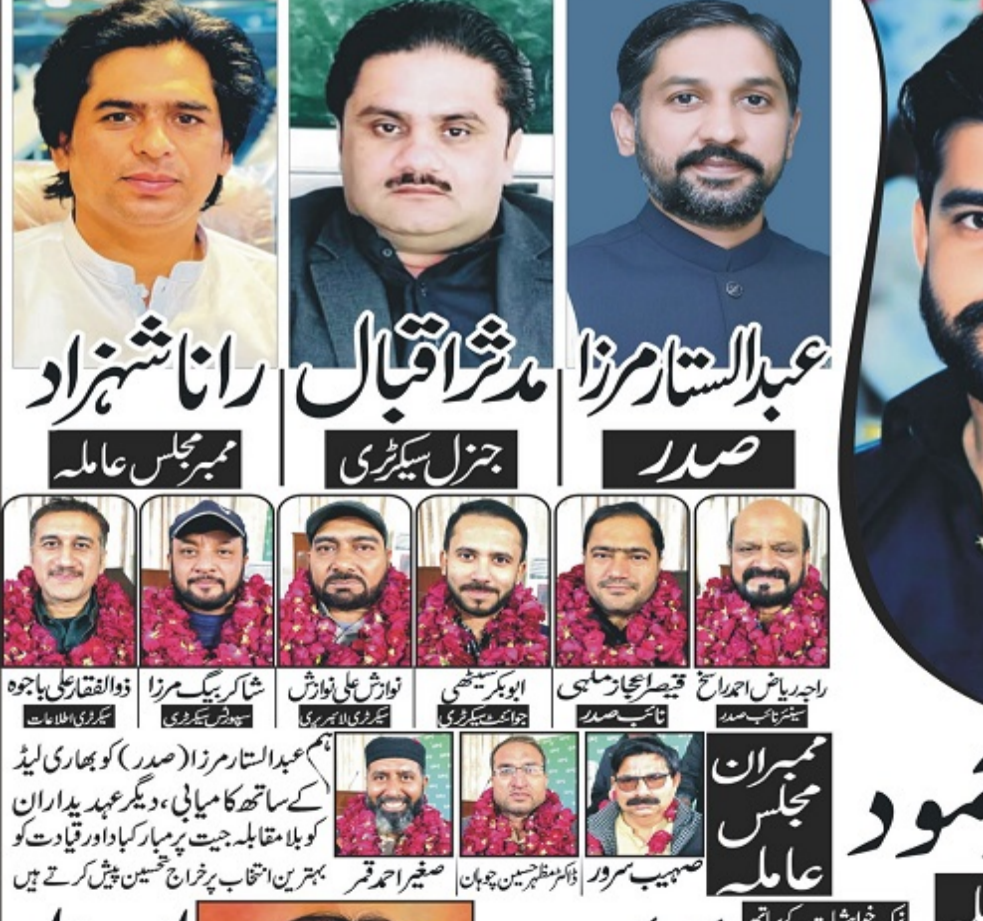 عبدالستار مرزا
صدر
مدثر اقبال
جنرل سیکٹری
رانا شہزاد
ممبر مجلس عاملہ
راجہ ریاض احمد راسخ
سینئر نائب صدر
قیصر اعجاز ملہی
نائب صدر
ابوبکر سیٹھی
جوائنٹ سیکرٹری
نوازش علی نوازش
سیکرٹری لائبریری
شاکر بیگ مرزا
سپورٹس سیکرٹری
ذوالفقار علی باجوہ
سیکرٹری اطلاعات
ممبران
مجلس
عاملہ
صہیب سرور
ڈاکٹر مظہر حسین چوہان
صغیر احمد قمر
ہم عبدالستار مرزا (صدر) کو بھاری لیڈ
کے ساتھ کامیابی، دیگر عہدیداران
کو بلا مقابلہ جیت پر مبارکباد اور قیادت کو
بہترین انتخاب پر خراج تحسین پیش کرتے ہیں